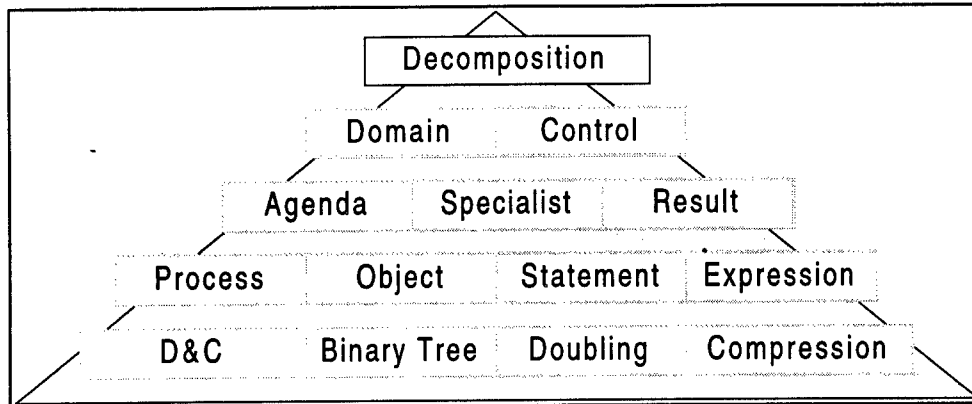 Decomposition
Domain Control
Agenda Specialist Result
Process Object Statement Expression
D&C Binary Tree Doubling Compression